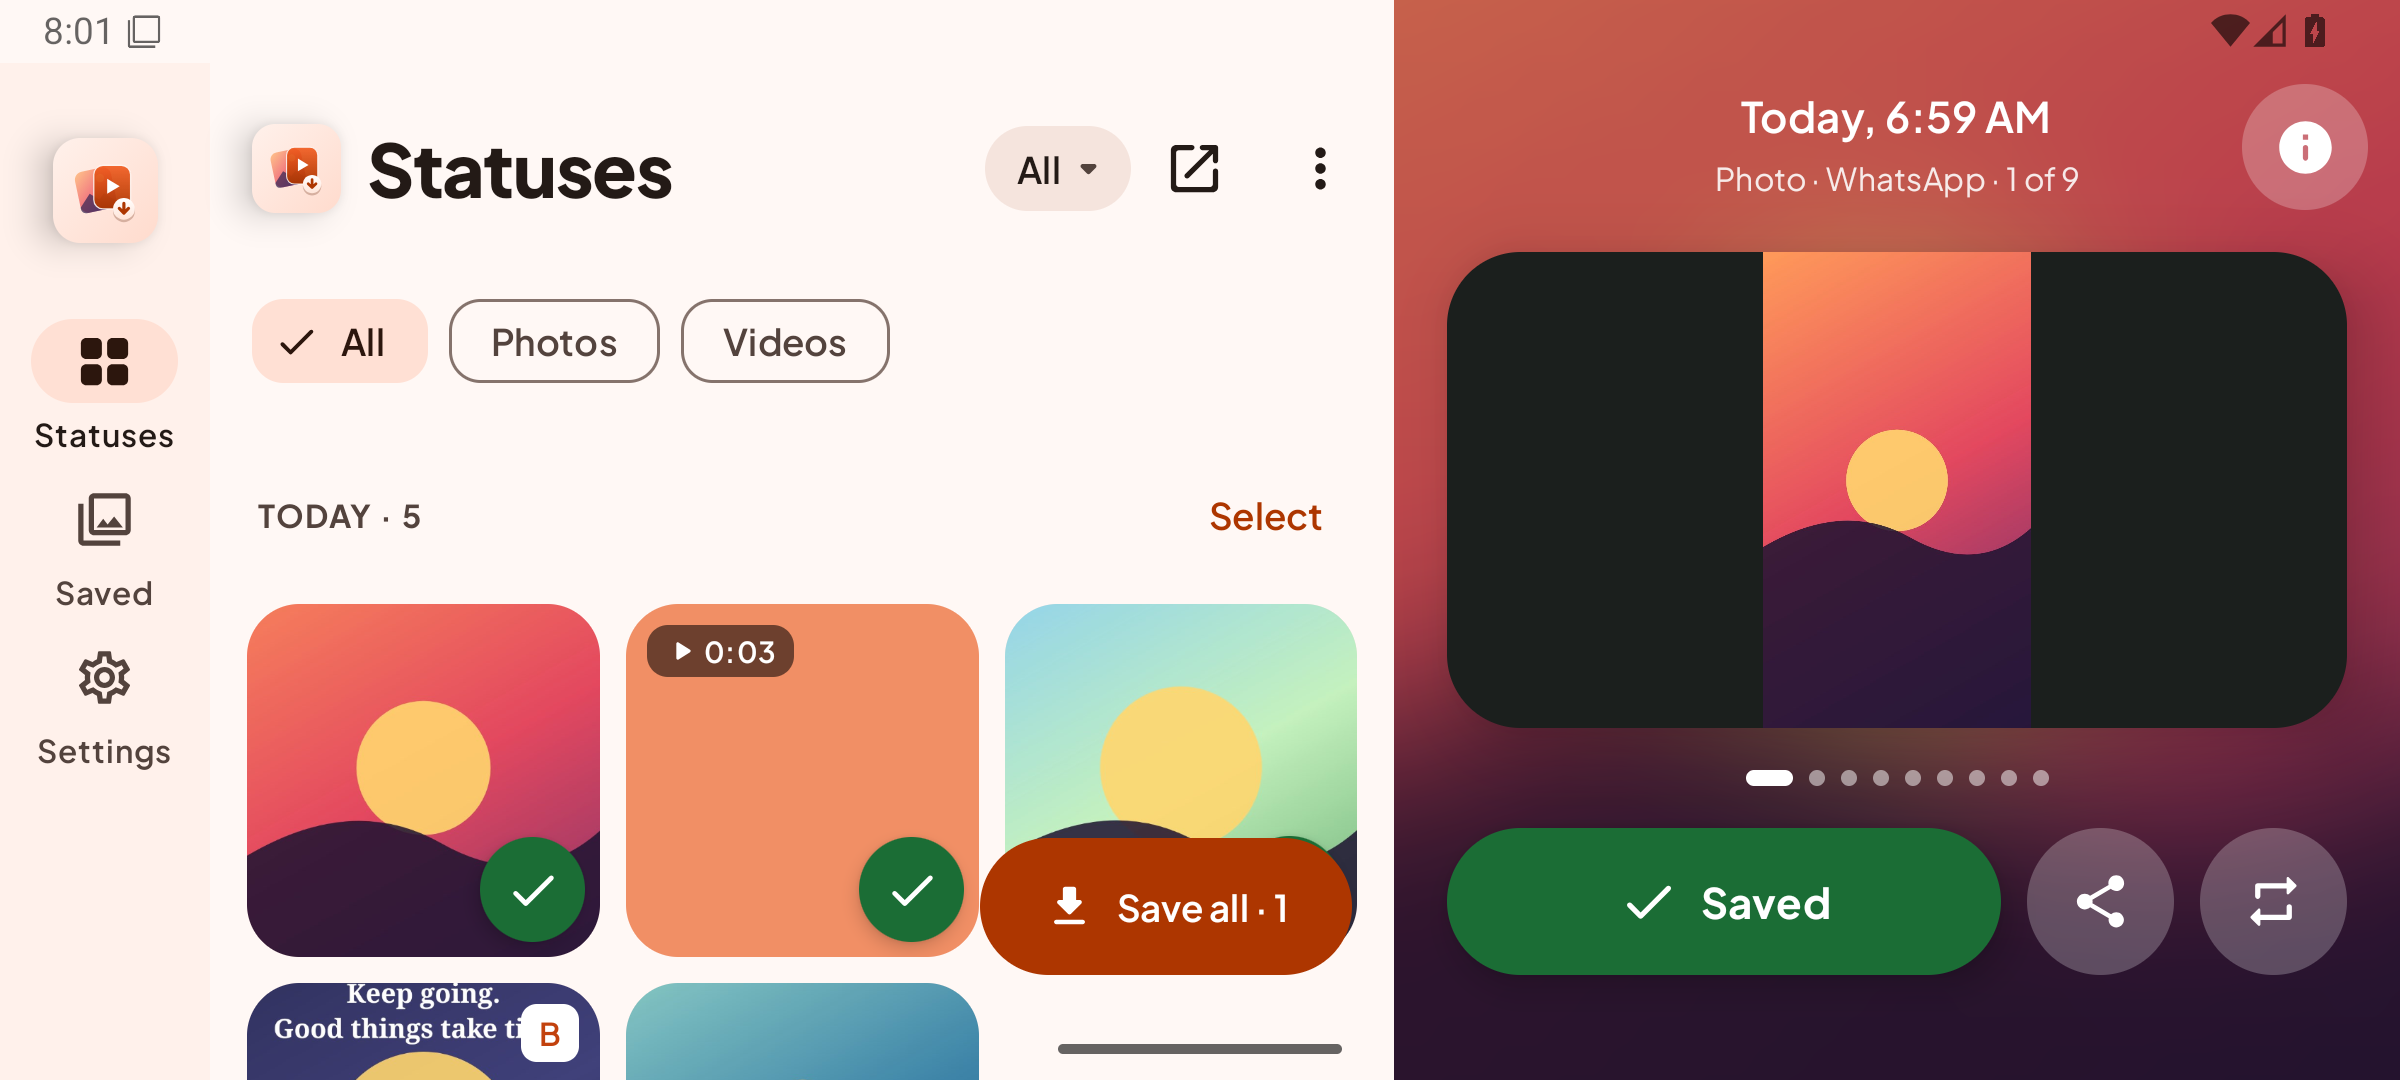 8:01
Statuses
All
All
Photos
Videos
Statuses
Saved
Settings
TODAY · 5
Select
0:03
Save all · 1
Keep going.
Good things take ti
B
Today, 6:59 AM
Photo · WhatsApp · 1 of 9
Saved